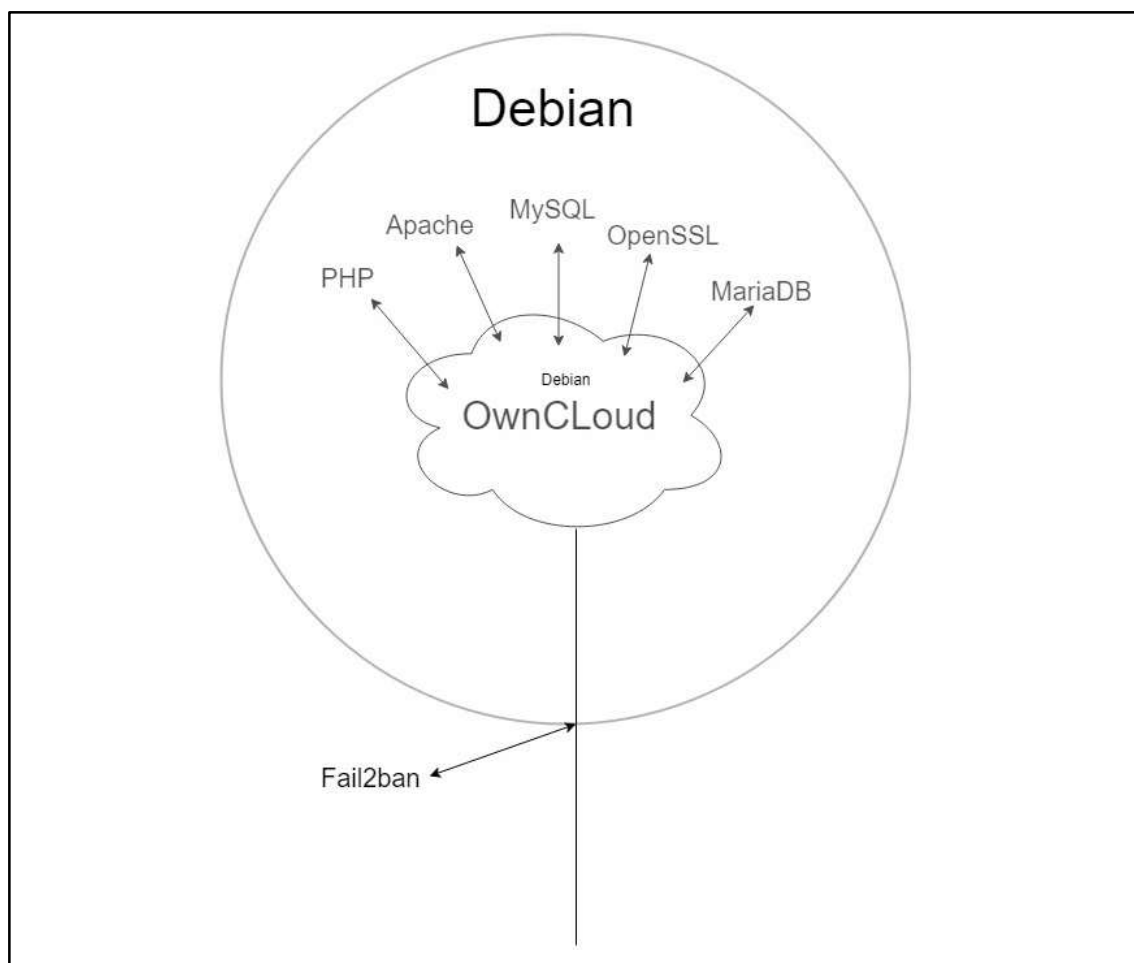 Debian
MySQL
Apache
OpenSSL
PHP
MariaDB
Debian
OwnCLoud
Fail2ban